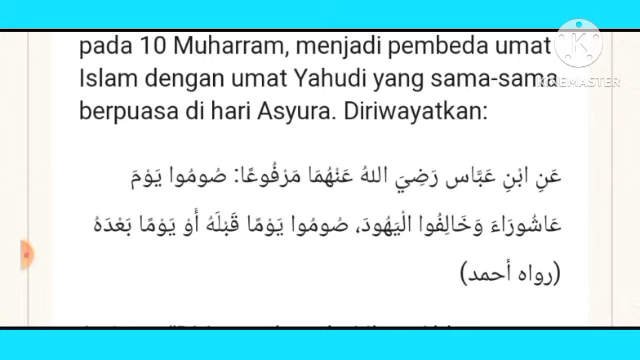 pada 10 Muharram, menjadi pembeda umat
Islam dengan umat Yahudi yang sama-sama
berpuasa di hari Asyura. Diriwayatkan:
عَنِ ابْنِ عَبَّاس رَضِيَ اللهُ عَنْهُمَا مَرْفُوعًا: صُومُوا يَوْمَ
عَاشُورَاءَ وَخَالِفُوا الْيَهُودَ، صُومُوا يَوْمًا قَبْلَهُ أَوْ يَوْمًا بَعْدَهُ
(رواه أحمد)
KINEMASTER